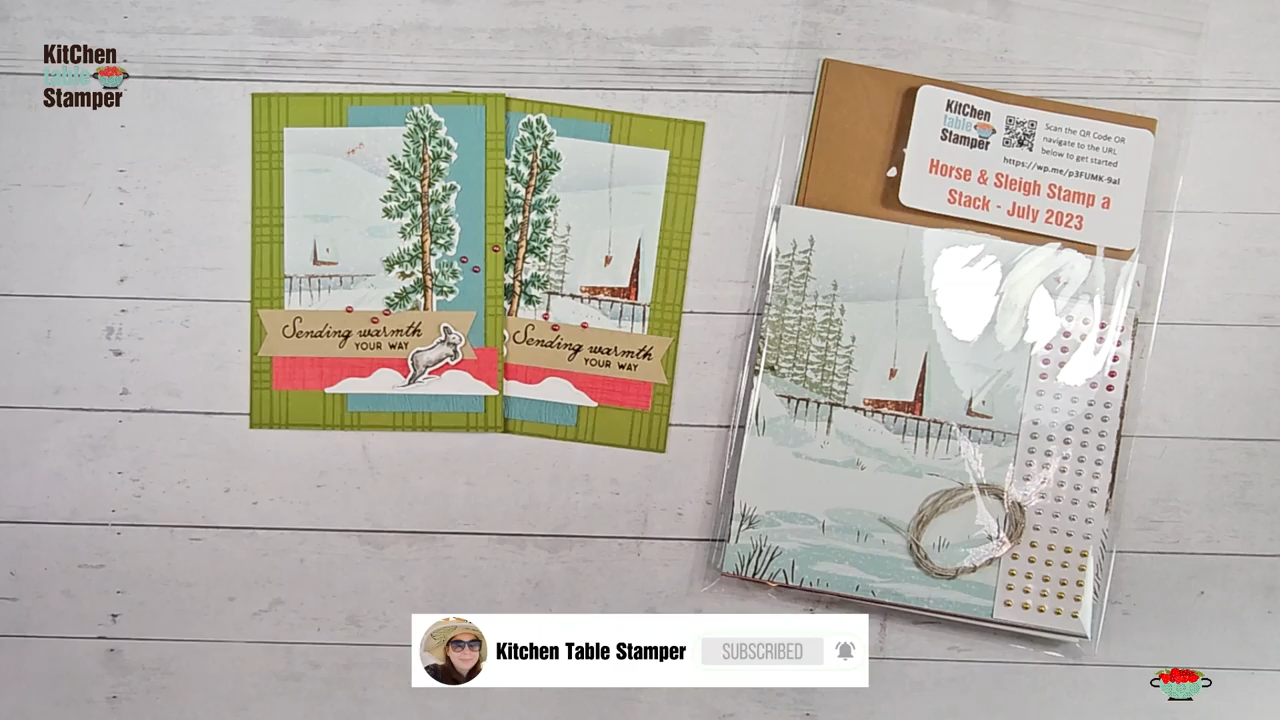 KitChen
table
Stamper
Sending warmth
YOUR WAY
Sending warmth
YOUR WAY
KitChen
table
Stamper
Scan the QR Code OR
navigate to the URL
below to get started
https://wp.me/p3FUMK-9al
Horse & Sleigh Stamp a
Stack - July 2023
Kitchen Table Stamper
SUBSCRIBED